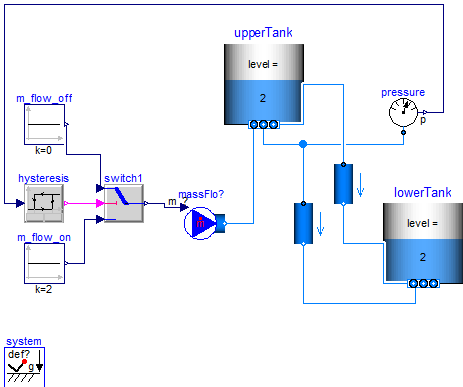 upperTank
level =
2
m_flow_off
k=0
pressure
p
hysteresis
switch1
m
massFlo?
m
lowerTank
level =
2
m_flow_on
k=2
system
def?
g